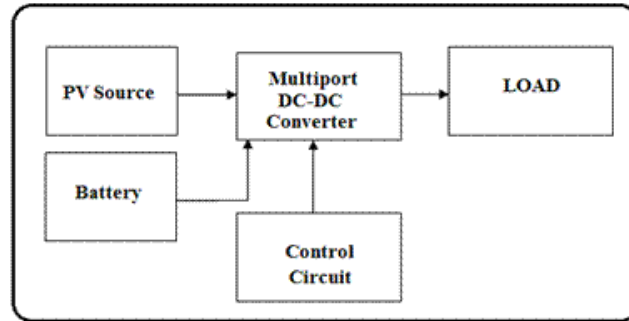 PV Source
Multiport
DC-DC
Converter
LOAD
Battery
Control
Circuit